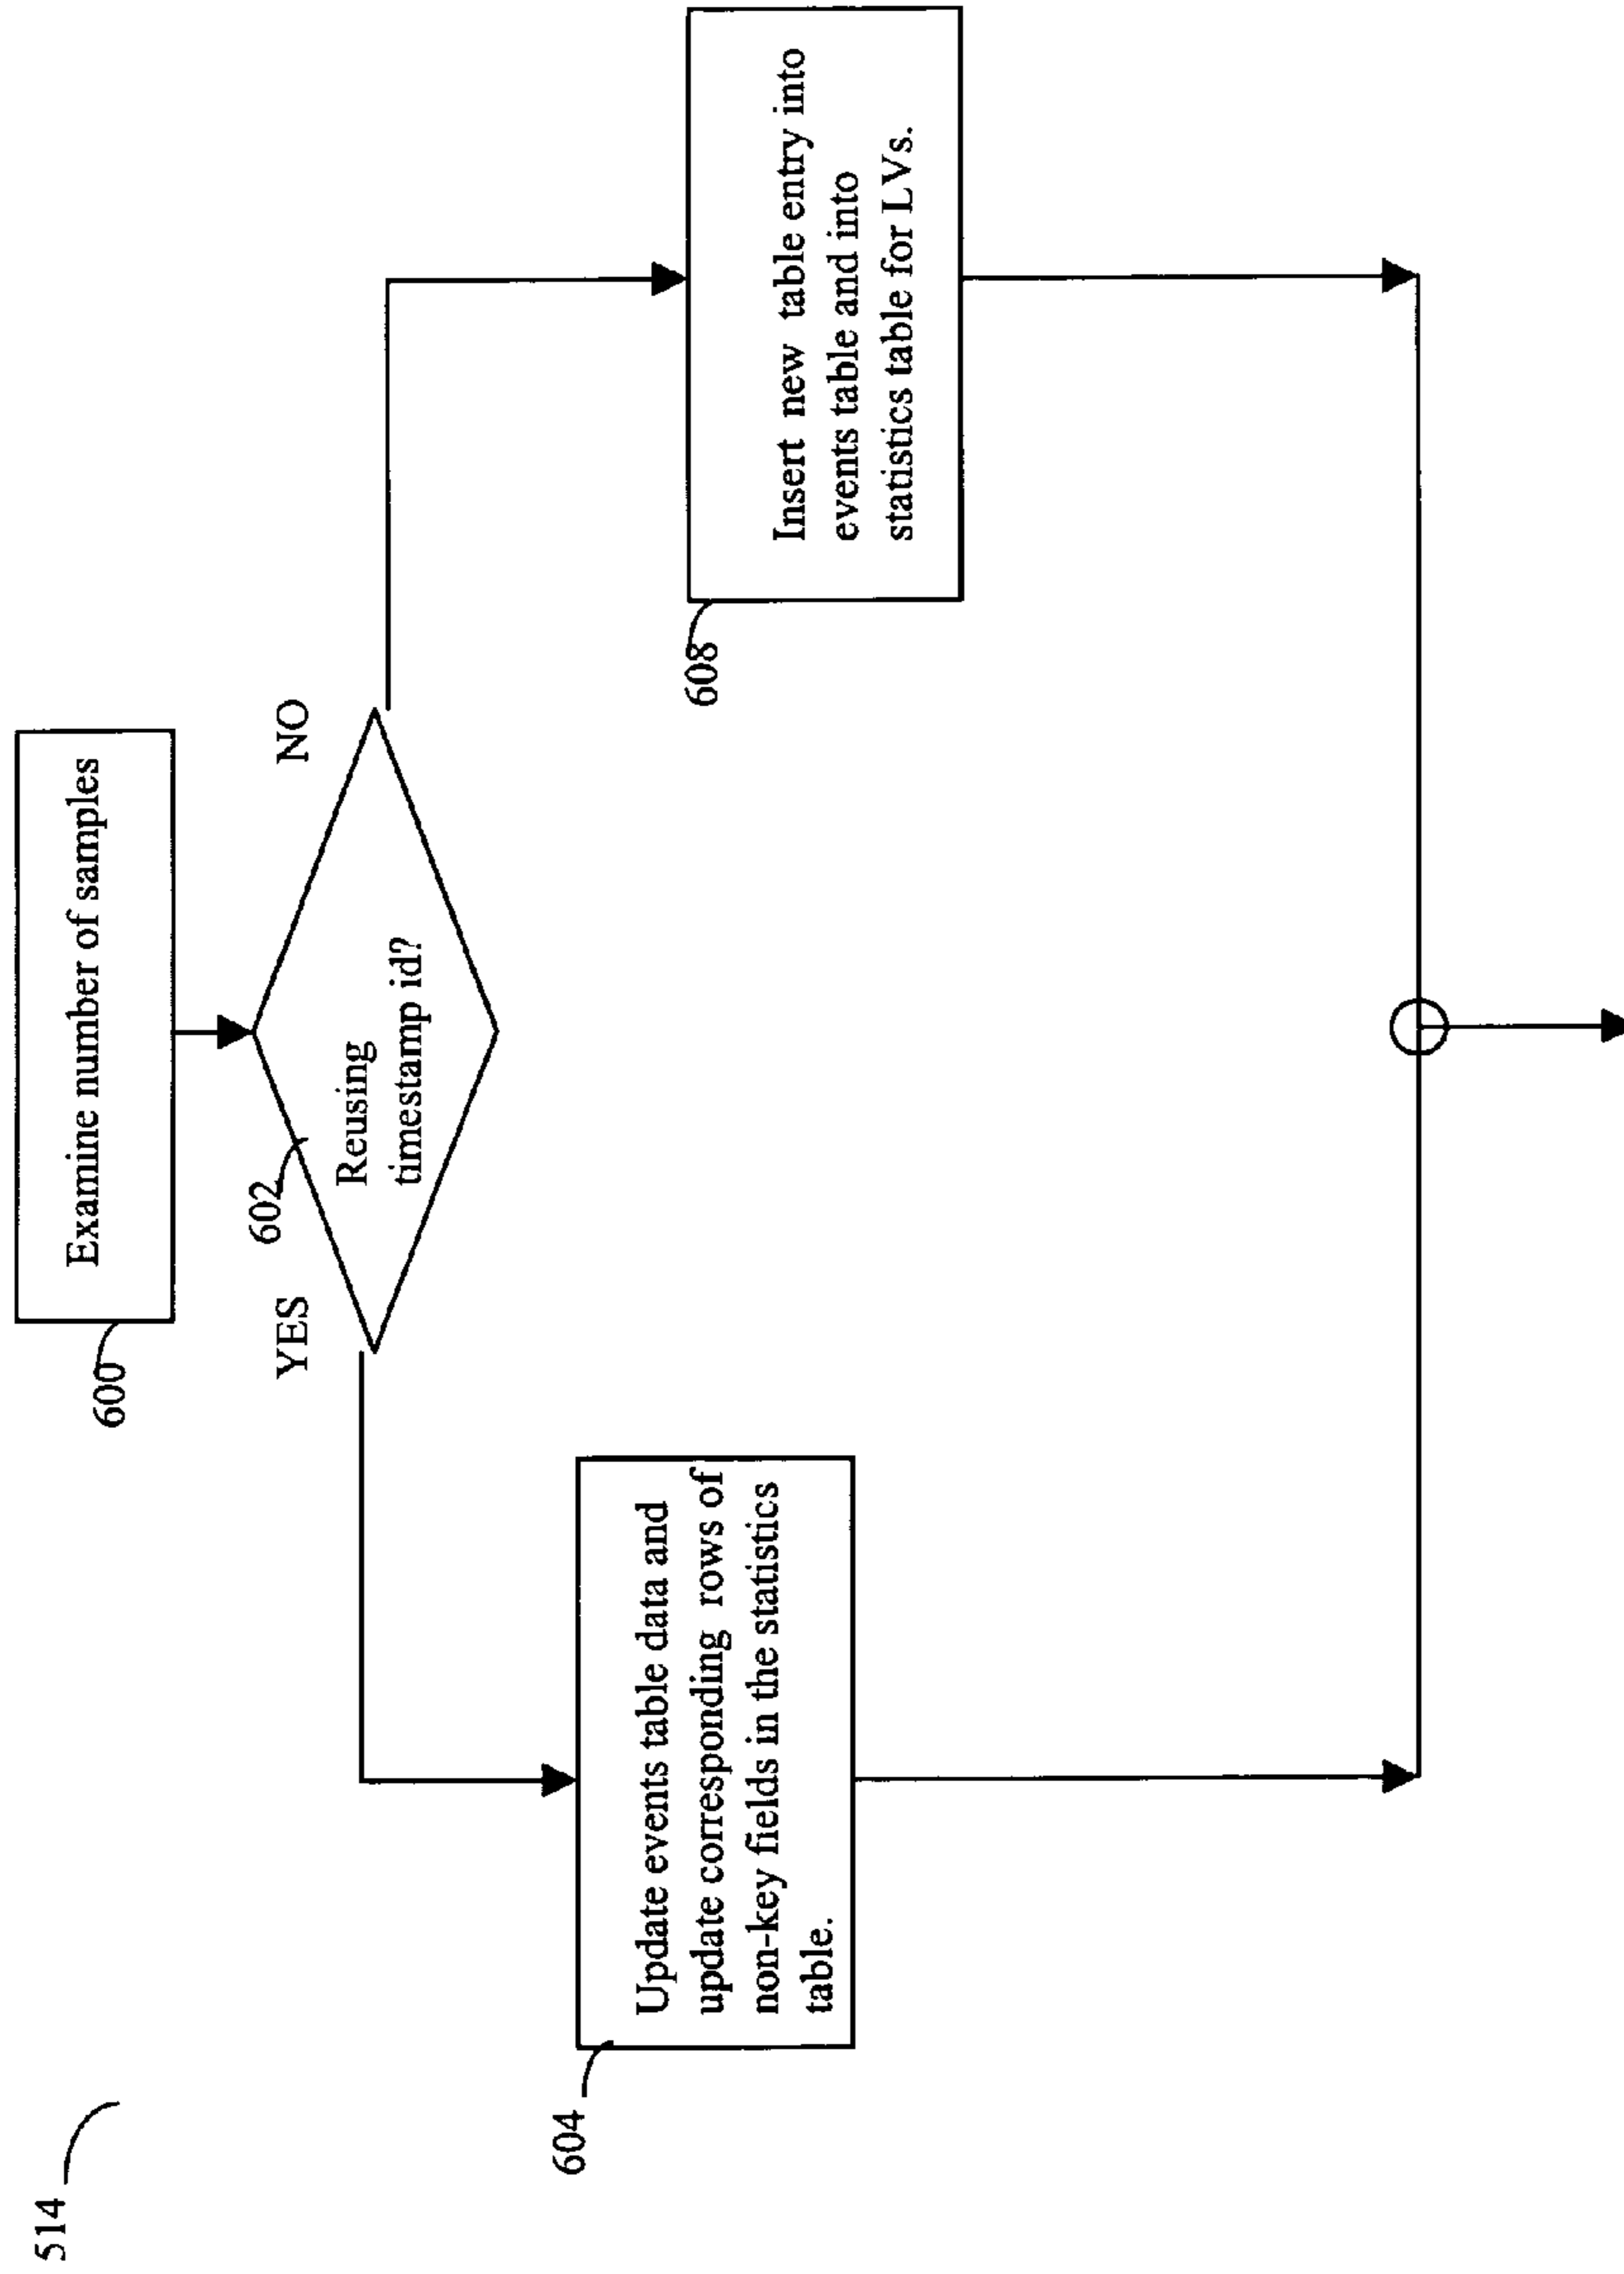 514
600
Examine number of samples
602
YES
NO
Reusing
timestamp id?
604
Update events table data and
update corresponding rows of
non-key fields in the statistics
table.
608
Insert new table entry into
events table and into
statistics table for LVs.